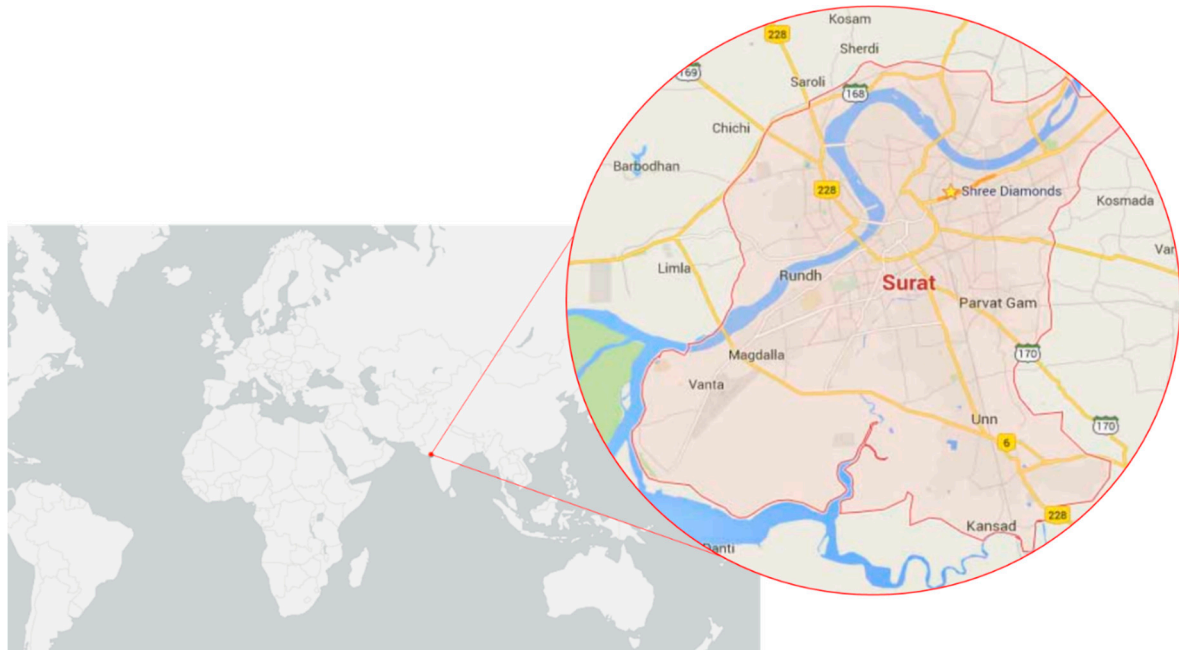 Kosam
228
Sherdi
169
Saroli
168
Chichi
Barbodhan
228
Shree Diamonds
Kosmada
Var
Limla
Rundh
Surat
Parvat Gam
Magdalla
170
Vanta
Unn
170
6
228
Kansad
Danti